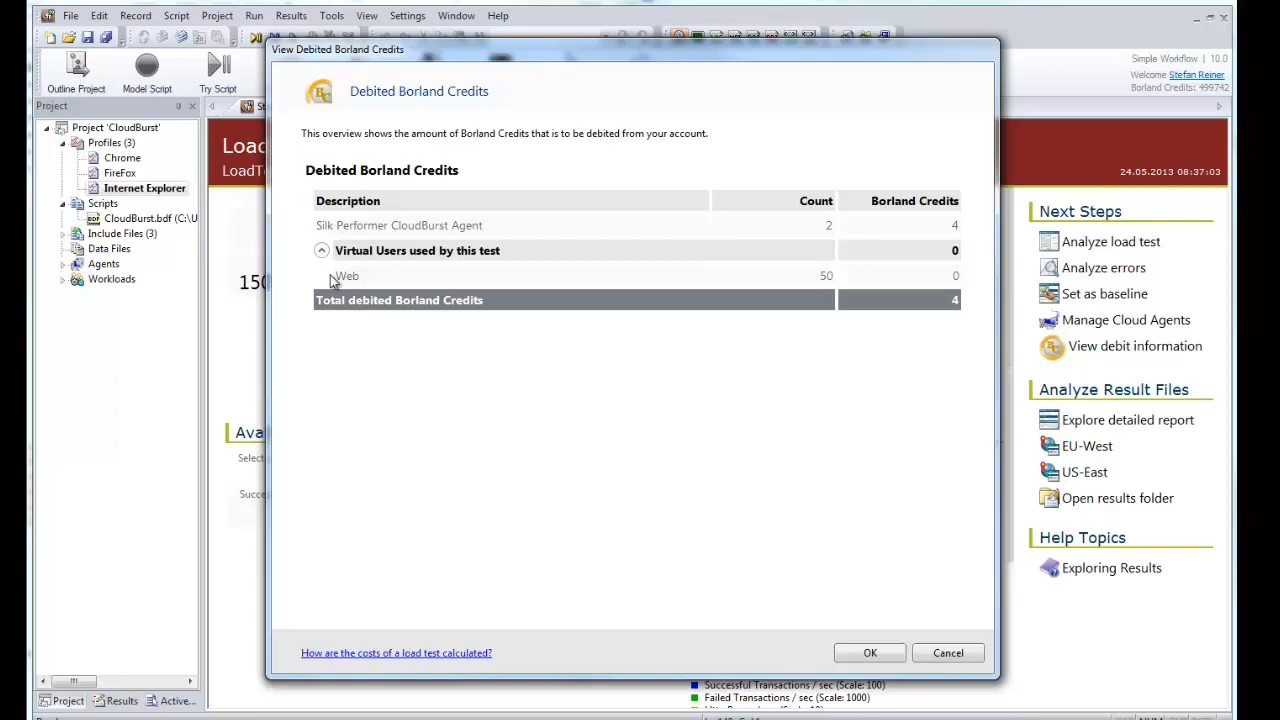 File Edit Record Script Project Run Results Tools View Settings Window Help
View Debited Borland Credits
Outline Project Model Script Try Script
Simple Workflow | 10.0
Welcome Stefan Reiner
Borland Credits: 499742
Project
Project 'CloudBurst'
Profiles (3)
Chrome
FireFox
Internet Explorer
Scripts
CloudBurst.bdf (C:\U
Include Files (3)
Data Files
Agents
Workloads
Project Results Active...
Load
LoadTe
24.05.2013 08:37:03
150
Ava
Select
Succe
BC
Debited Borland Credits
This overview shows the amount of Borland Credits that is to be debited from your account.
Debited Borland Credits
Description Count Borland Credits
Silk Performer CloudBurst Agent 2 4
Virtual Users used by this test 0
Web 50 0
Total debited Borland Credits 4
How are the costs of a load test calculated?
OK Cancel
Next Steps
Analyze load test
Analyze errors
Set as baseline
Manage Cloud Agents
View debit information
Analyze Result Files
Explore detailed report
EU-West
US-East
Open results folder
Help Topics
Exploring Results
Successful Transactions / sec (Scale: 100)
Failed Transactions / sec (Scale: 1000)